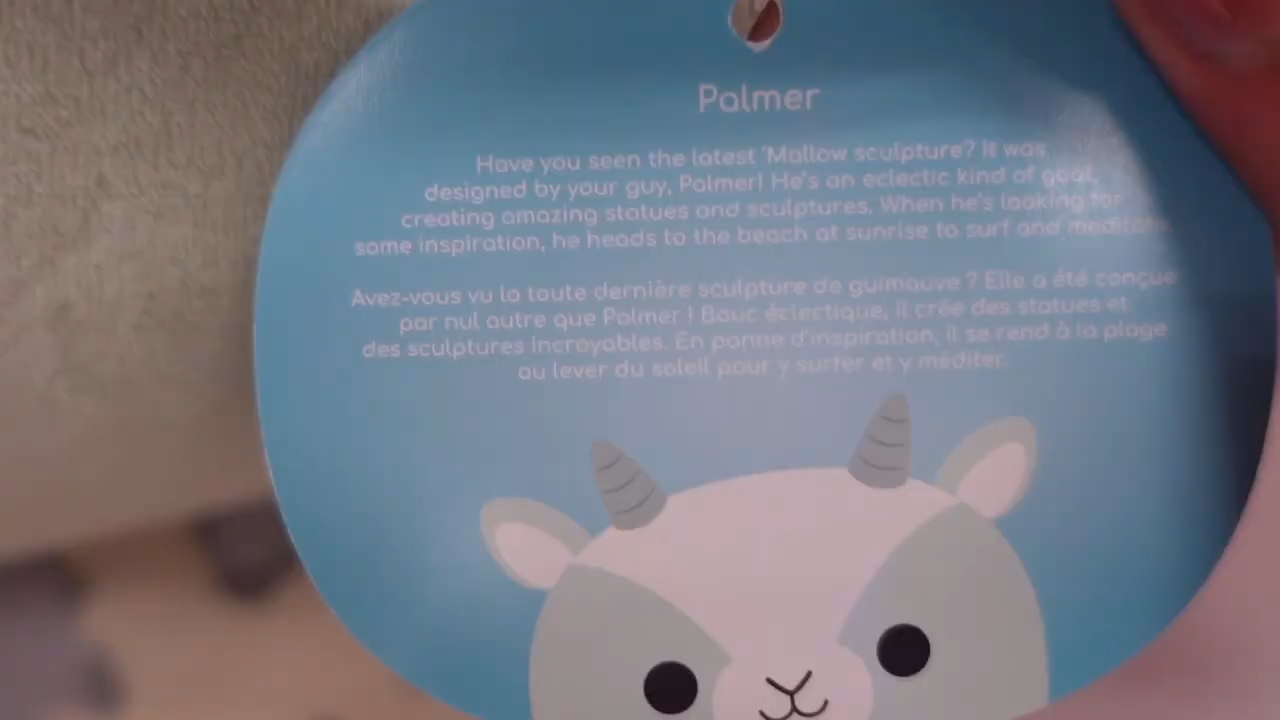 Palmer
Have you seen the latest 'Mallow sculpture? It was
designed by your guy, Palmer! He's an eclectic kind of goat,
creating amazing statues and sculptures. When he's looking for
some inspiration, he heads to the beach at sunrise to surf and meditate.
Avez-vous vu la toute dernière sculpture de guimauve ? Elle a été conçue
par nul autre que Palmer ! Bouc éclectique, il crée des statues et
des sculptures incroyables. En panne d'inspiration, il se rend à la plage
au lever du soleil pour y surfer et y méditer.